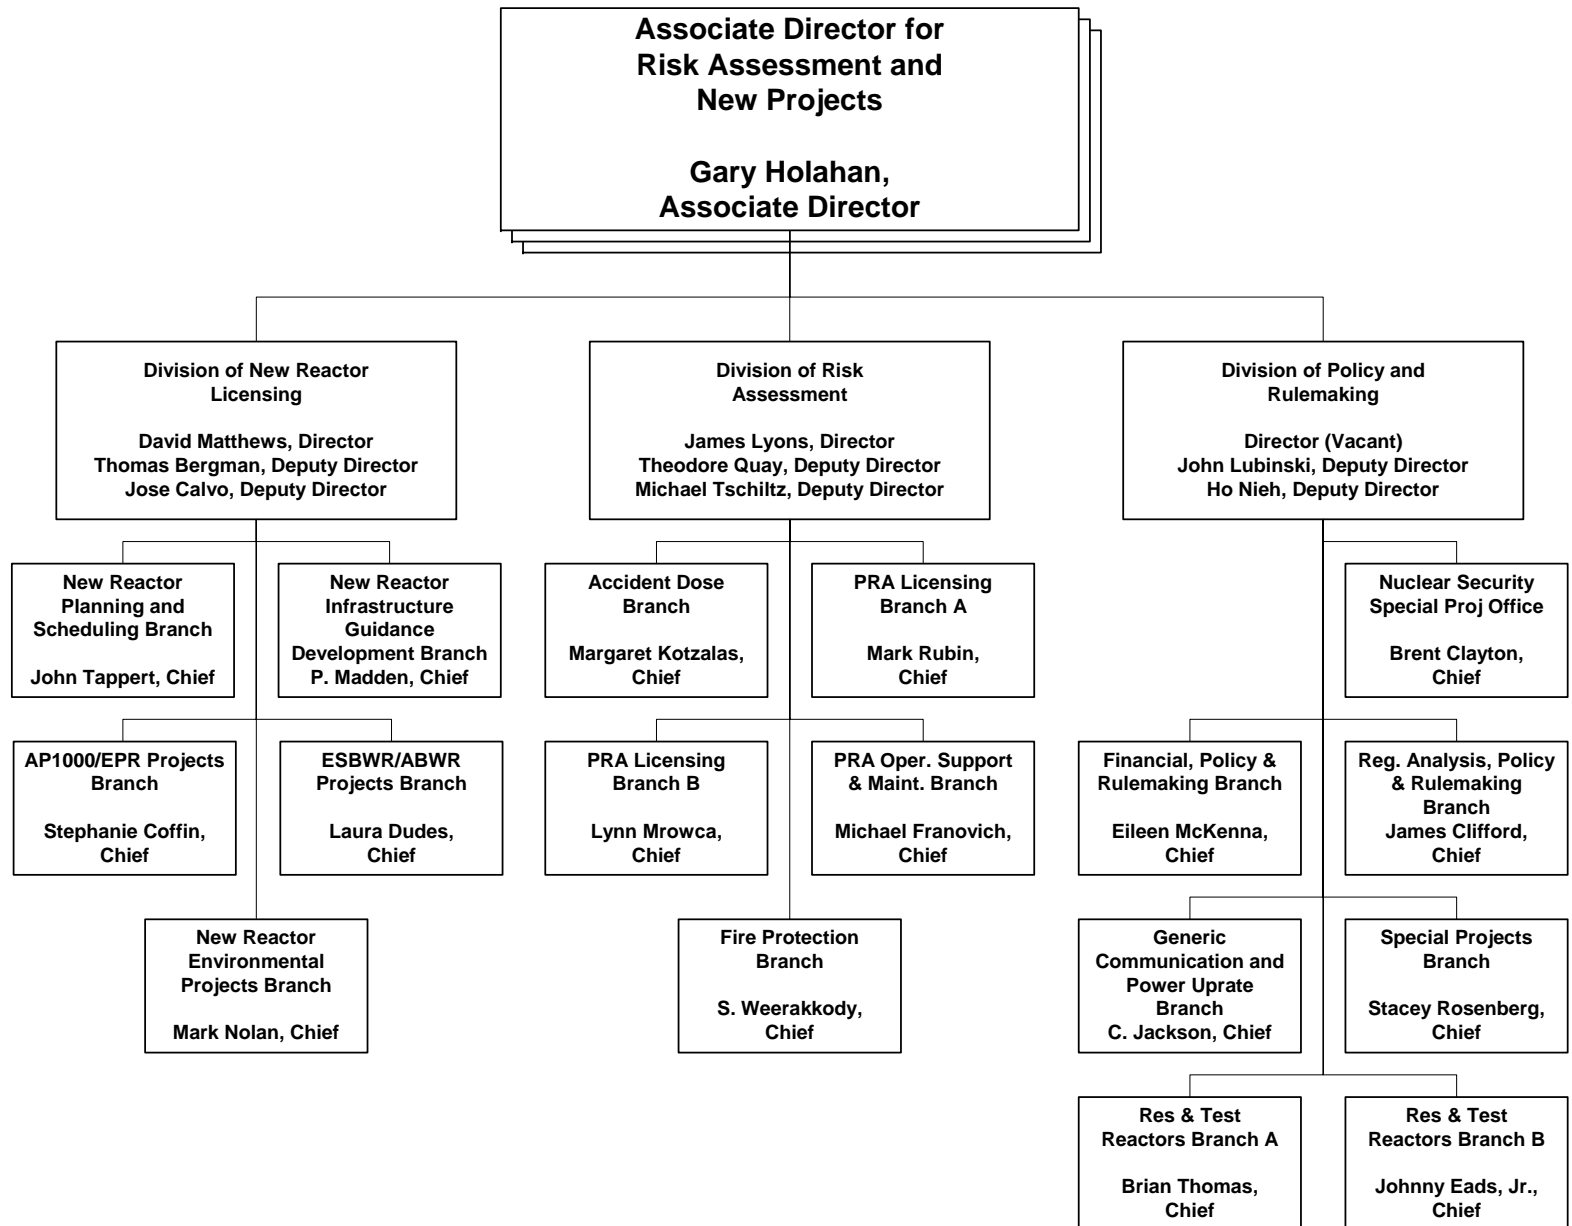 Associate Director for
Risk Assessment and
New Projects
Gary Holahan,
Associate Director
Division of New Reactor
Licensing
David Matthews, Director
Thomas Bergman, Deputy Director
Jose Calvo, Deputy Director
Division of Risk
Assessment
James Lyons, Director
Theodore Quay, Deputy Director
Michael Tschiltz, Deputy Director
Division of Policy and
Rulemaking
Director (Vacant)
John Lubinski, Deputy Director
Ho Nieh, Deputy Director
New Reactor
Planning and
Scheduling Branch
John Tappert, Chief
New Reactor
Infrastructure
Guidance
Development Branch
P. Madden, Chief
Accident Dose
Branch
Margaret Kotzalas,
Chief
PRA Licensing
Branch A
Mark Rubin,
Chief
Nuclear Security
Special Proj Office
Brent Clayton,
Chief
AP1000/EPR Projects
Branch
Stephanie Coffin,
Chief
ESBWR/ABWR
Projects Branch
Laura Dudes,
Chief
PRA Licensing
Branch B
Lynn Mrowca,
Chief
PRA Oper. Support
& Maint. Branch
Michael Franovich,
Chief
Financial, Policy &
Rulemaking Branch
Eileen McKenna,
Chief
Reg. Analysis, Policy
& Rulemaking
Branch
James Clifford,
Chief
New Reactor
Environmental
Projects Branch
Mark Nolan, Chief
Fire Protection
Branch
S. Weerakkody,
Chief
Generic
Communication and
Power Uprate
Branch
C. Jackson, Chief
Special Projects
Branch
Stacey Rosenberg,
Chief
Res & Test
Reactors Branch A
Brian Thomas,
Chief
Res & Test
Reactors Branch B
Johnny Eads, Jr.,
Chief